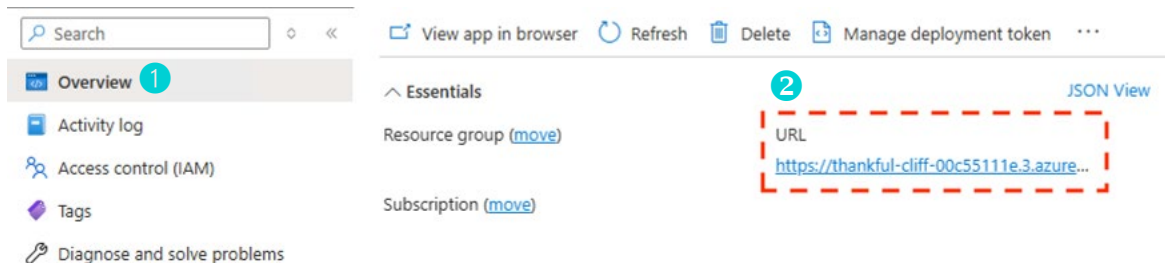 Search
Overview 1
Activity log
Access control (IAM)
Tags
Diagnose and solve problems
View app in browser Refresh Delete Manage deployment token ...
Essentials
2
JSON View
Resource group (move)
URL
https://thankful-cliff-00c55111e.3.azure...
Subscription (move)